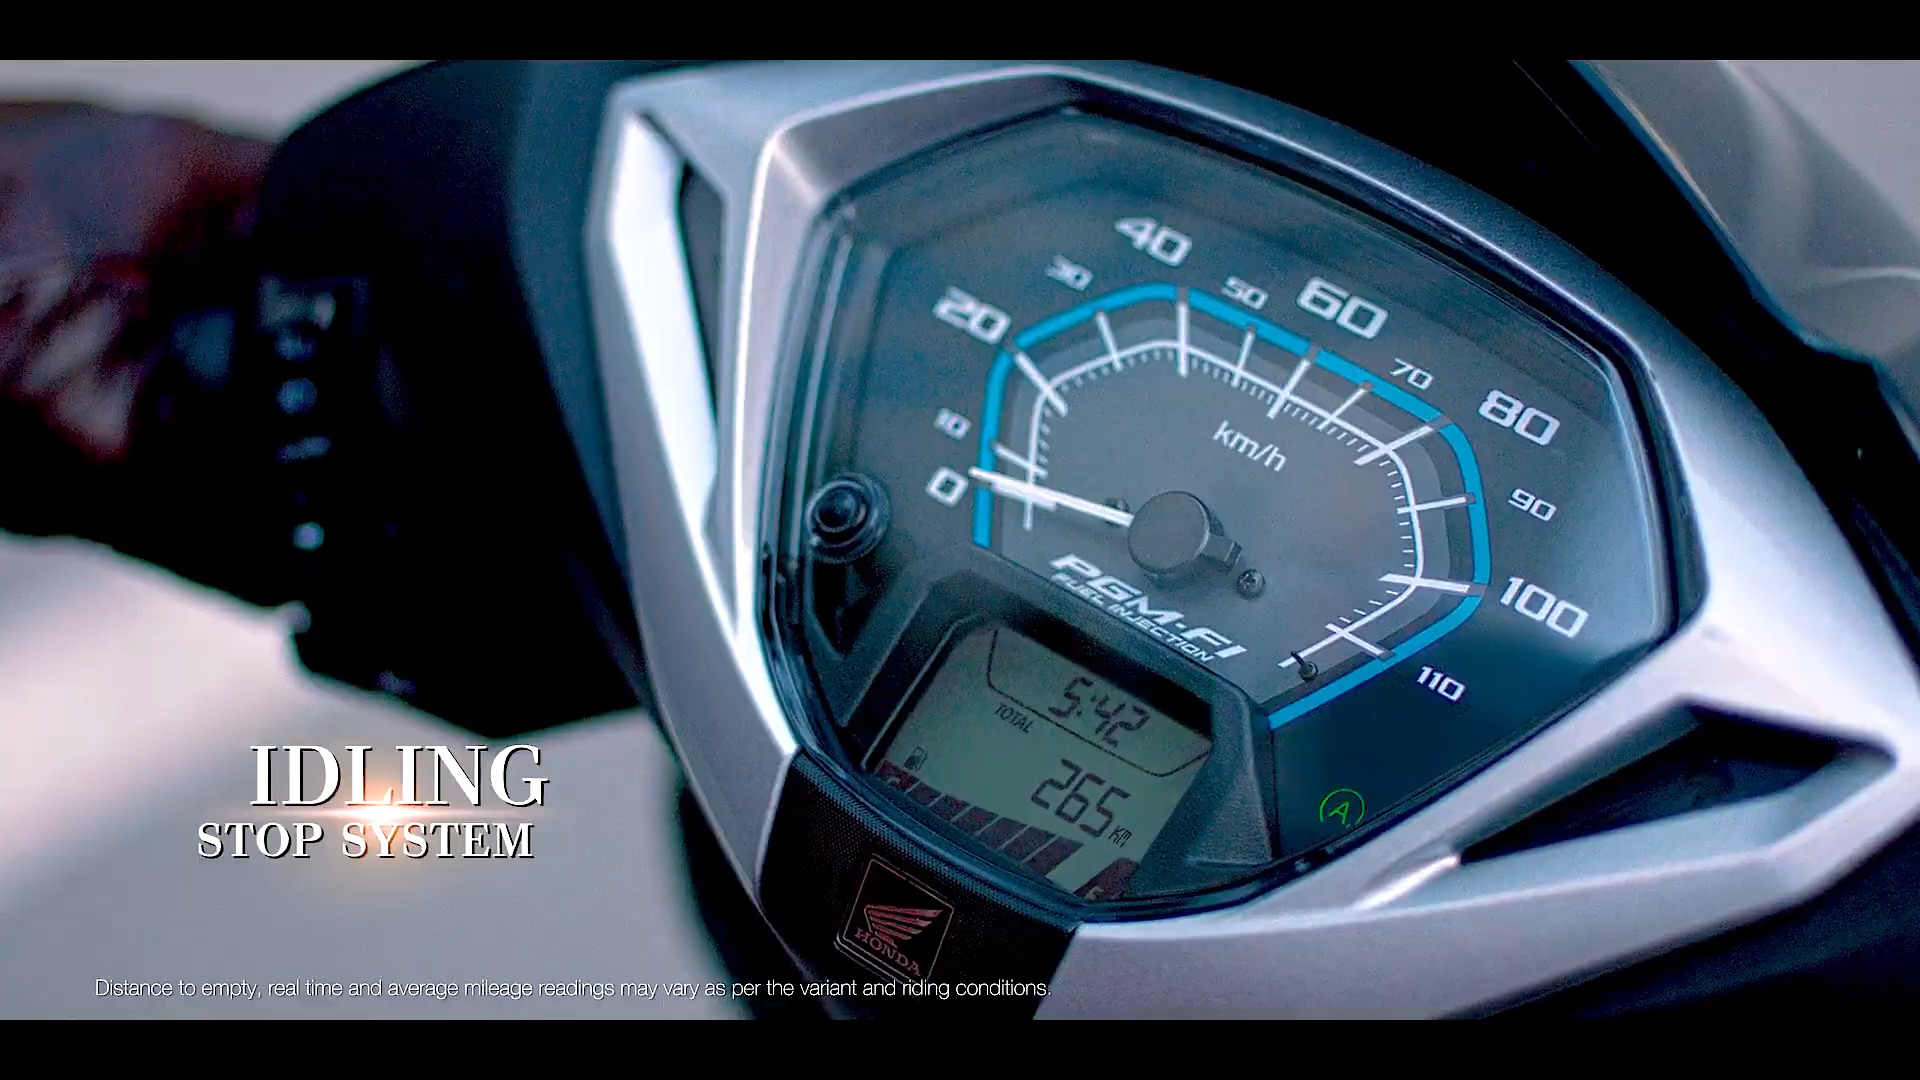 40
30
50
60
20
70
80
10
km/h
0
90
PGM-FI
FUEL INJECTION
100
110
5:42
TOTAL
265 KM
A
IDLING
STOP SYSTEM
HONDA
Distance to empty, real time and average mileage readings may vary as per the variant and riding conditions.